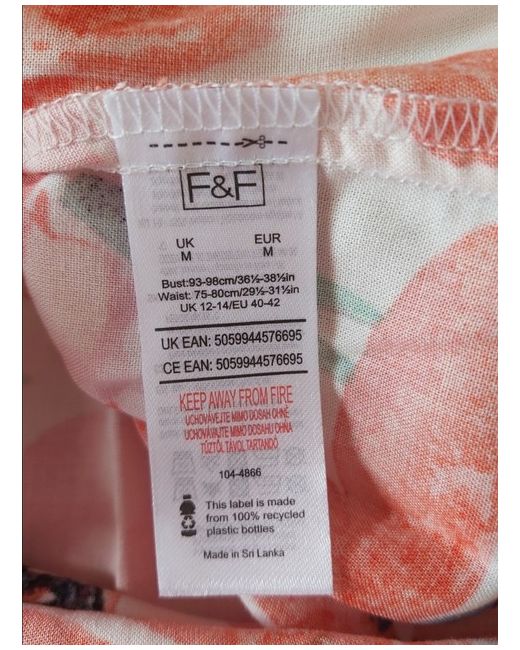 F&F
UK EUR
M M
Bust:93-98cm/36½-38½in
Waist: 75-80cm/29½-31½in
UK 12-14/EU 40-42
UK EAN: 5059944576695
CE EAN: 5059944576695
KEEP AWAY FROM FIRE
UCHOVÁVEJTE MIMO DOSAH OHNĚ
UCHOVÁVAJTE MIMO DOSAHU OHŇA
TŰZTŐL TÁVOL TARTANDÓ
104-4866
This label is made
from 100% recycled
plastic bottles
Made in Sri Lanka